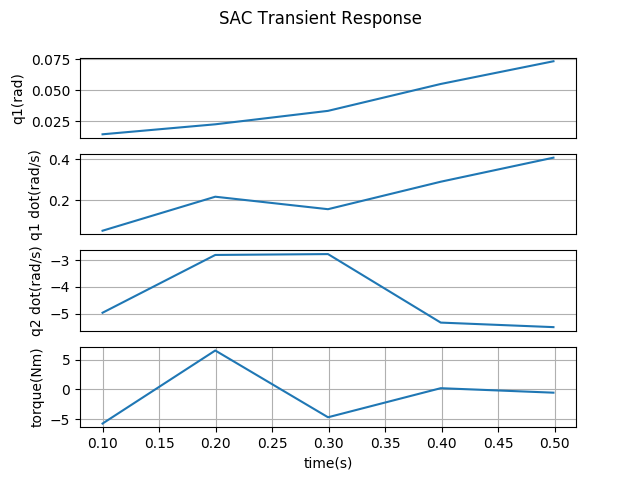 SAC Transient Response
0.075
0.050
0.025
q1(rad)
0.4
0.2
q1 dot(rad/s)
−3
−4
−5
q2 dot(rad/s)
5
0
−5
torque(Nm)
0.10 0.15 0.20 0.25 0.30 0.35 0.40 0.45 0.50
time(s)